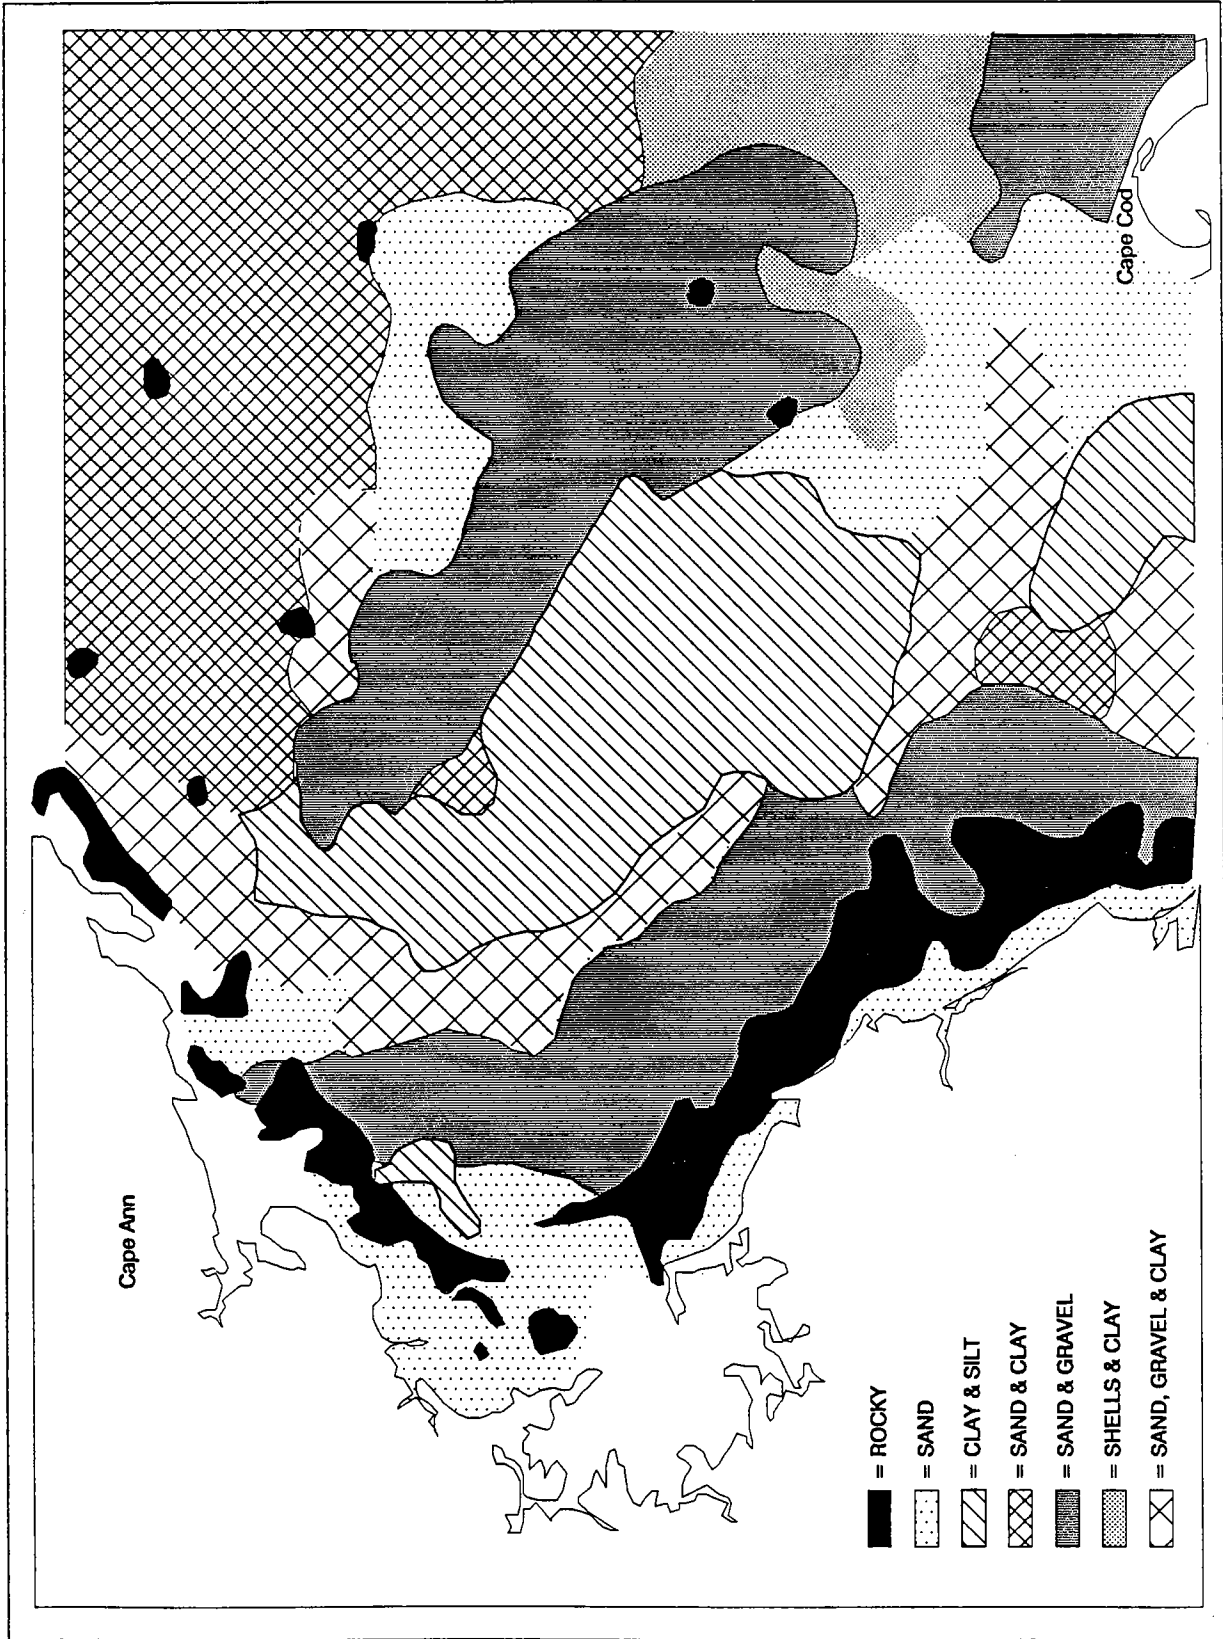 Cape Ann
Cape Cod
= ROCKY
= SAND
= CLAY & SILT
= SAND & CLAY
= SAND & GRAVEL
= SHELLS & CLAY
= SAND, GRAVEL & CLAY